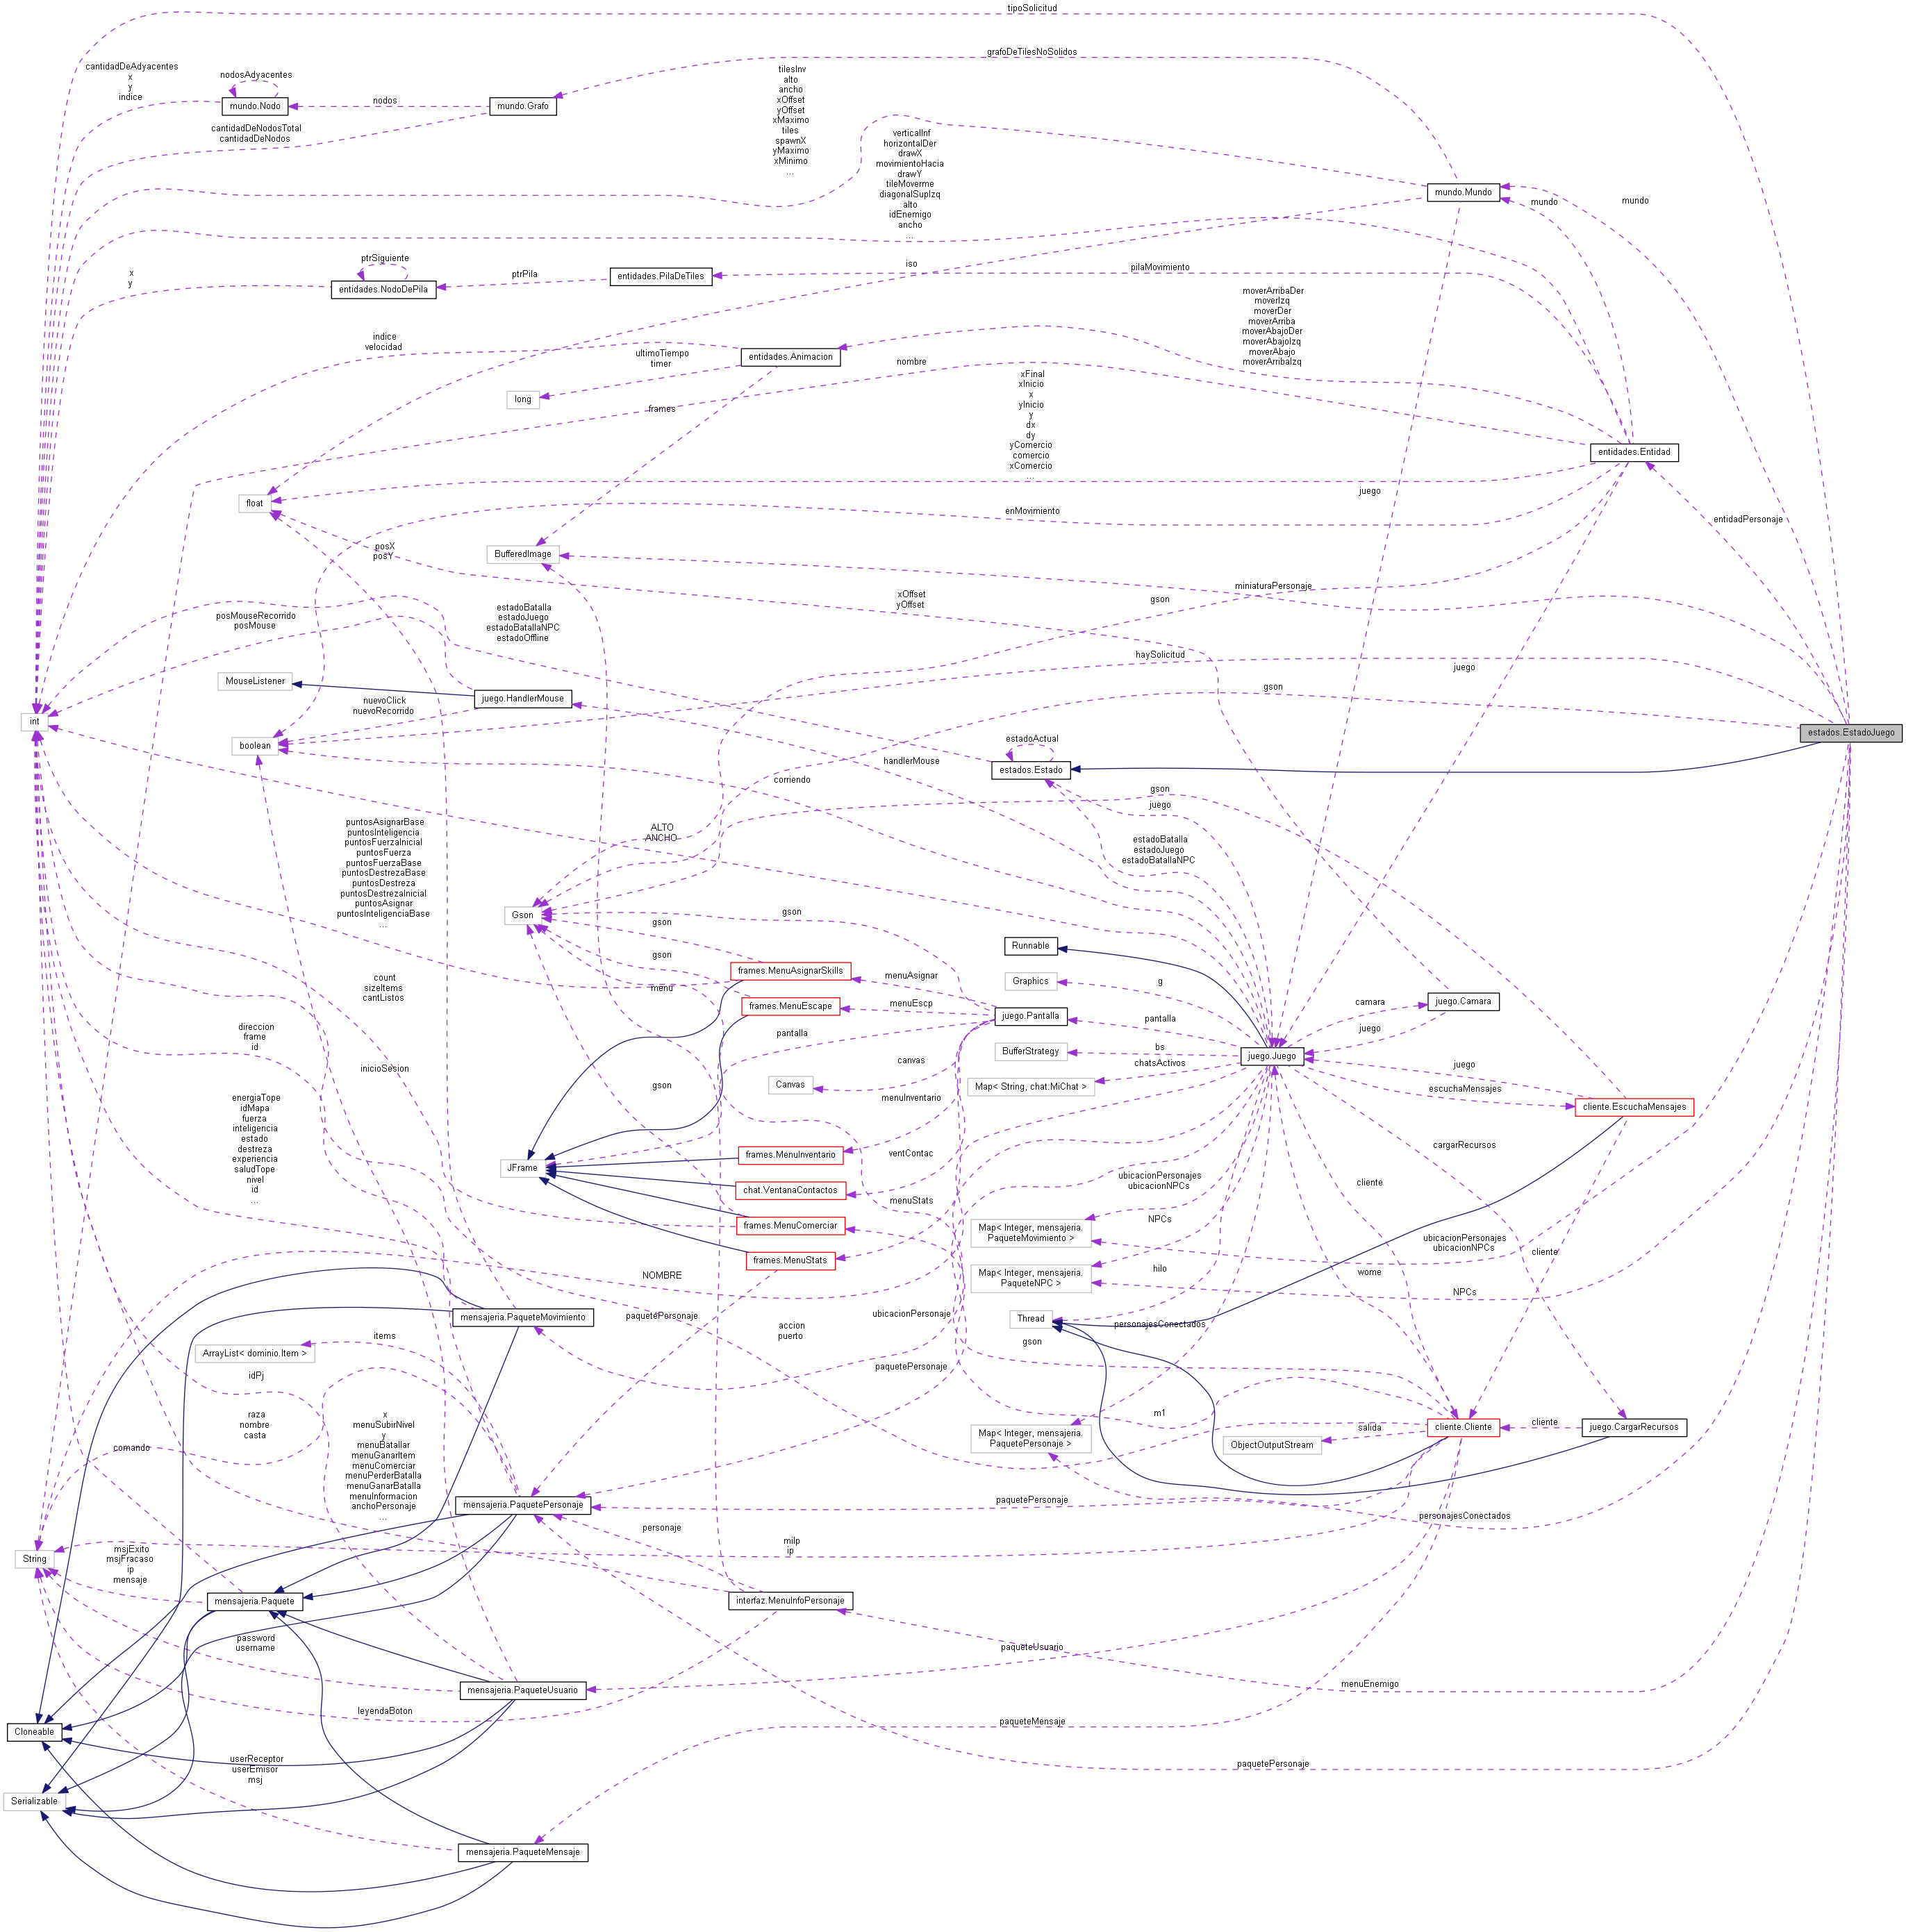 tipoSolicitud
grafoDeTilesNoSolidos
cantidadDeAdyacentes
x
y
indice
nodosAdyacentes
mundo.Nodo
nodos
mundo.Grafo
cantidadDeNodosTotal
cantidadDeNodos
tilesInv
alto
ancho
xOffset
yOffset
xMaximo
tiles
spawnX
yMaximo
xMinimo
...
verticalInf
horizontalDer
drawX
movimientoHacia
drawY
tileMoverme
diagonalSupIzq
alto
idEnemigo
ancho
...
mundo.Mundo
mundo
mundo
ptrSiguiente
x
y
entidades.NodoDePila
ptrPila
entidades.PilaDeTiles
iso
pilaMovimiento
moverArribaDer
moverIzq
moverDer
moverArriba
moverAbajoDer
moverAbajoIzq
moverAbajo
moverArribaIzq
indice
velocidad
ultimoTiempo
timer
entidades.Animacion
nombre
long
frames
xFinal
xInicio
x
yInicio
y
dx
dy
yComercio
comercio
xComercio
...
entidades.Entidad
float
juego
enMovimiento
entidadPersonaje
posX
posY
BufferedImage
miniaturaPersonaje
xOffset
yOffset
gson
estadoBatalla
estadoJuego
estadoBatallaNPC
estadoOffline
posMouseRecorrido
posMouse
haySolicitud
juego
MouseListener
juego.HandlerMouse
gson
nuevoClick
nuevoRecorrido
int
boolean
estados.EstadoJuego
estadoActual
estados.Estado
handlerMouse
corriendo
gson
juego
ALTO
ANCHO
puntosAsignarBase
puntosInteligencia
puntosFuerzaInicial
puntosFuerza
puntosFuerzaBase
puntosDestrezaBase
puntosDestreza
puntosDestrezaInicial
puntosAsignar
puntosInteligenciaBase
...
estadoBatalla
estadoJuego
estadoBatallaNPC
Gson
gson
gson
Runnable
gson
frames.MenuAsignarSkills
menuAsignar
Graphics
g
count
sizeItems
cantListos
menu
frames.MenuEscape
menuEscp
juego.Pantalla
pantalla
camara
juego.Camara
juego
direccion
frame
id
pantalla
BufferStrategy
bs
juego.Juego
inicioSesion
gson
canvas
Canvas
chatsActivos
Map< String, chat.MiChat >
juego
escuchaMensajes
cliente.EscuchaMensajes
menuInventario
energiaTope
idMapa
fuerza
inteligencia
estado
destreza
experiencia
saludTope
nivel
id
...
frames.MenuInventario
ventContac
cargarRecursos
JFrame
chat.VentanaContactos
ubicacionPersonajes
ubicacionNPCs
cliente
menuStats
frames.MenuComerciar
Map< Integer, mensajeria.
PaqueteMovimiento >
NPCs
ubicacionPersonajes
ubicacionNPCs
cliente
frames.MenuStats
NOMBRE
Map< Integer, mensajeria.
PaqueteNPC >
hilo
wome
NPCs
mensajeria.PaqueteMovimiento
paquetePersonaje
ubicacionPersonaje
Thread
personajesConectados
accion
puerto
gson
items
ArrayList< dominio.Item >
paquetePersonaje
idPj
raza
nombre
casta
m1
cliente.Cliente
cliente
juego.CargarRecursos
salida
ObjectOutputStream
Map< Integer, mensajeria.
PaquetePersonaje >
comando
x
menuSubirNivel
y
menuBatallar
menuGanarItem
menuComerciar
menuPerderBatalla
menuGanarBatalla
menuInformacion
anchoPersonaje
...
mensajeria.PaquetePersonaje
paquetePersonaje
personajesConectados
personaje
miIp
ip
String
msjExito
msjFracaso
ip
mensaje
mensajeria.Paquete
interfaz.MenuInfoPersonaje
password
username
paqueteUsuario
mensajeria.PaqueteUsuario
menuEnemigo
leyendaBoton
paqueteMensaje
Cloneable
userReceptor
userEmisor
msj
paquetePersonaje
Serializable
mensajeria.PaqueteMensaje